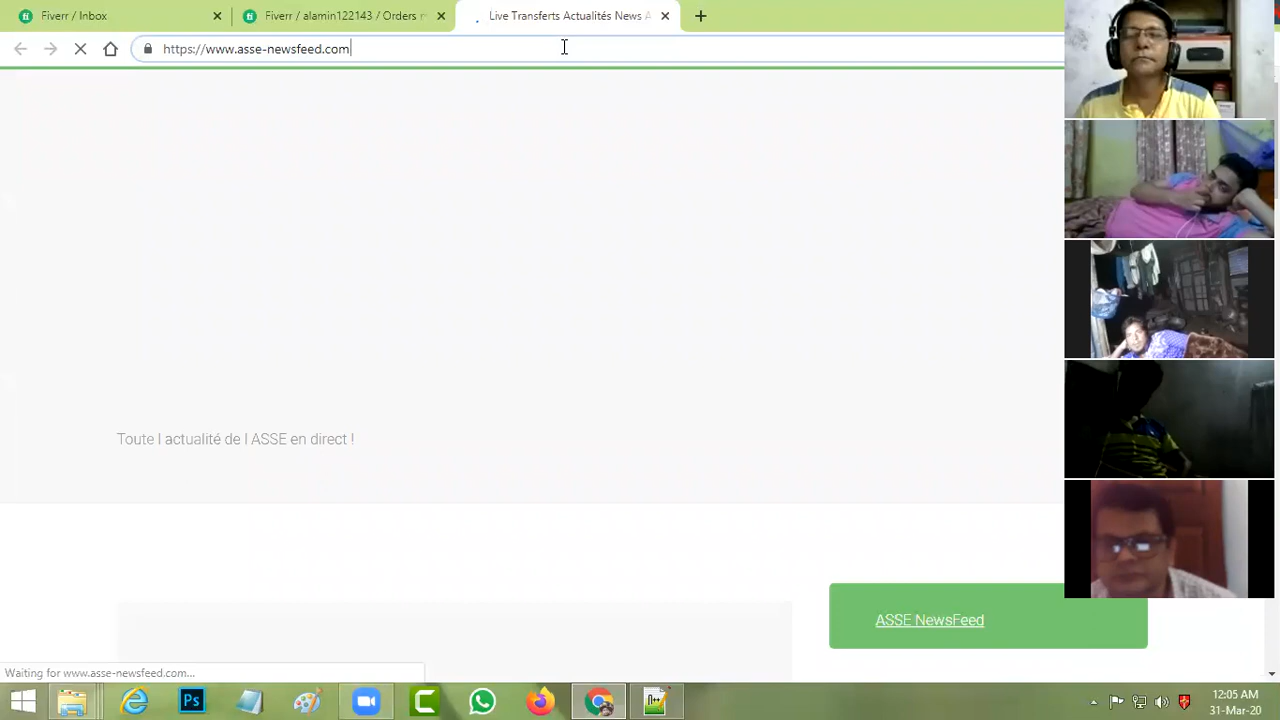 Fiverr / Inbox
Fiverr / alamin122143 / Orders r
Live Transferts Actualités News A
https://www.asse-newsfeed.com
Toute l actualité de l ASSE en direct !
ASSE NewsFeed
Waiting for www.asse-newsfeed.com...
12:05 AM
31-Mar-20